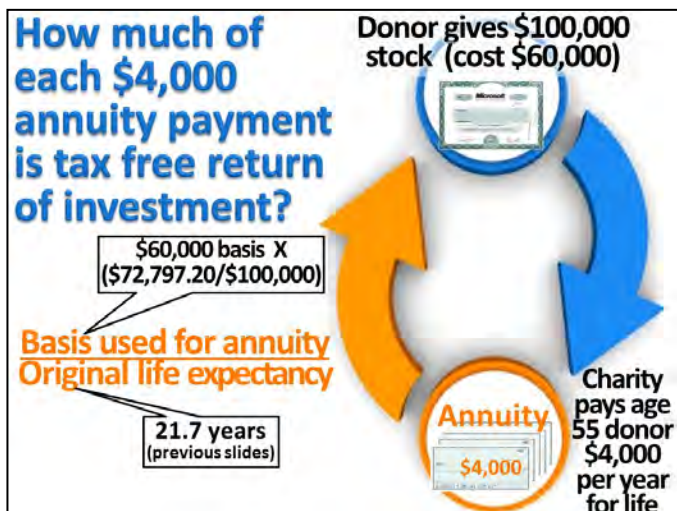 How much of
each $4,000
annuity payment
is tax free return
of investment?
Donor gives $100,000
stock (cost $60,000)
Microsoft
$60,000 basis X
($72,797.20/$100,000)
Basis used for annuity
Original life expectancy
21.7 years
(previous slides)
Annuity
$4,000
Charity
pays age
55 donor
$4,000
per year
for life